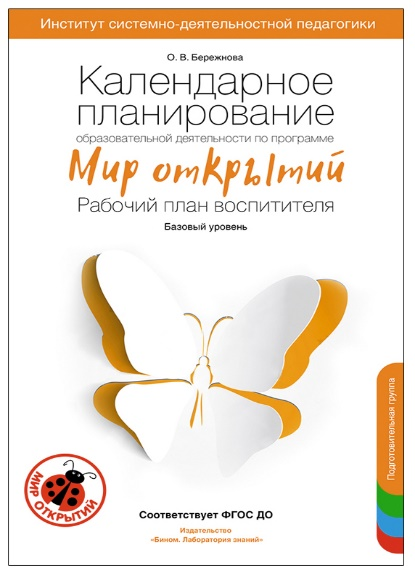 Институт системно-деятельностной педагогики
О. В. Бережнова
Календарное
планирование
образовательной деятельности по программе
Мир открытий
Рабочий план воспитителя
Базовый уровень
Подготовительная группа
МИР ОТКРЫТИЙ
Соответствует ФГОС ДО
Издательство
«Бином. Лаборатория знаний»